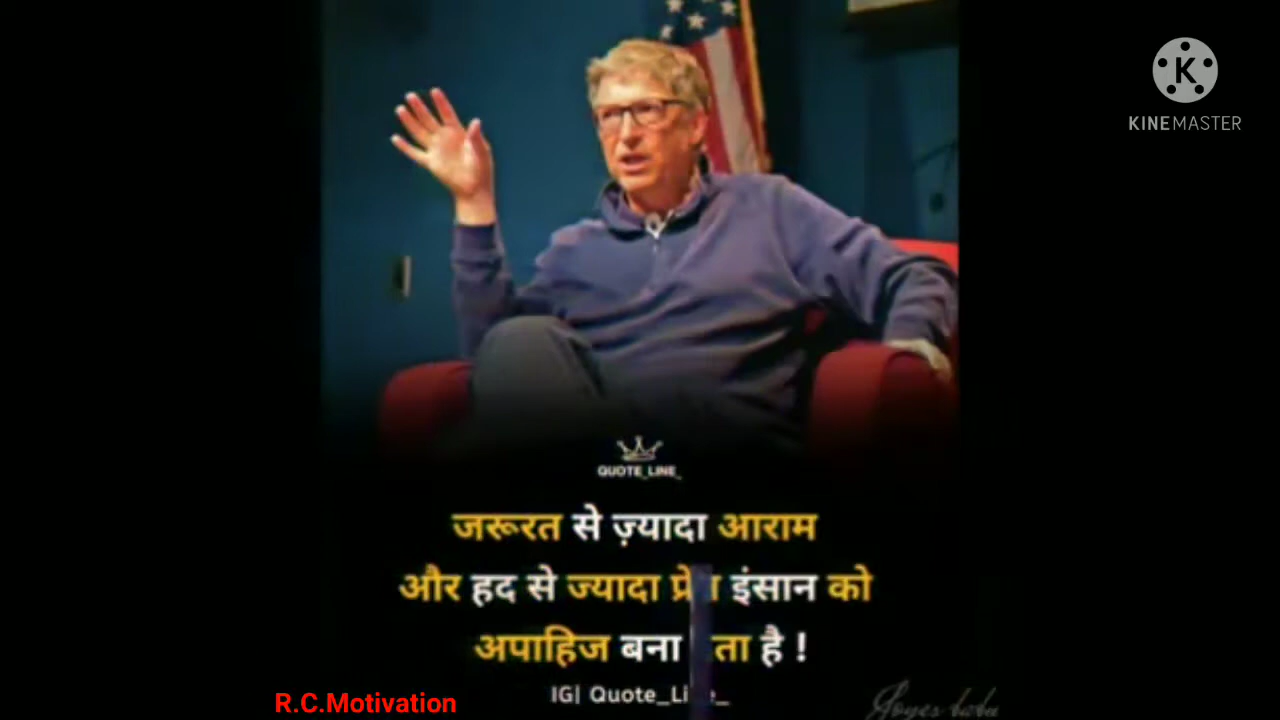 KINEMASTER
QUOTE_LINE_
जरूरत से ज़्यादा आराम
और हद से ज्यादा इंसान को
अपाहिज बना है !
IG|
R.C.Motivation